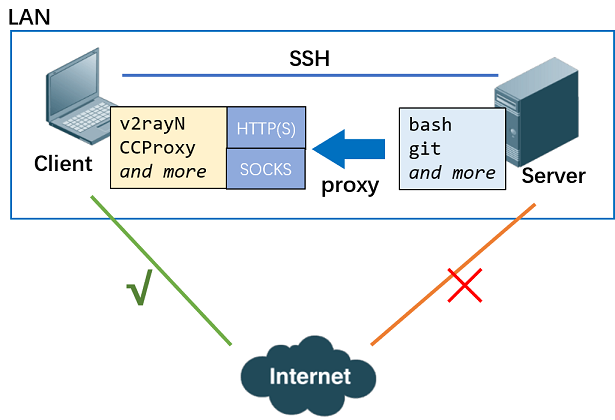 LAN
SSH
Client
v2rayN
CCProxy
and more
HTTP(S)
SOCKS
proxy
bash
git
and more
Server
√
Internet